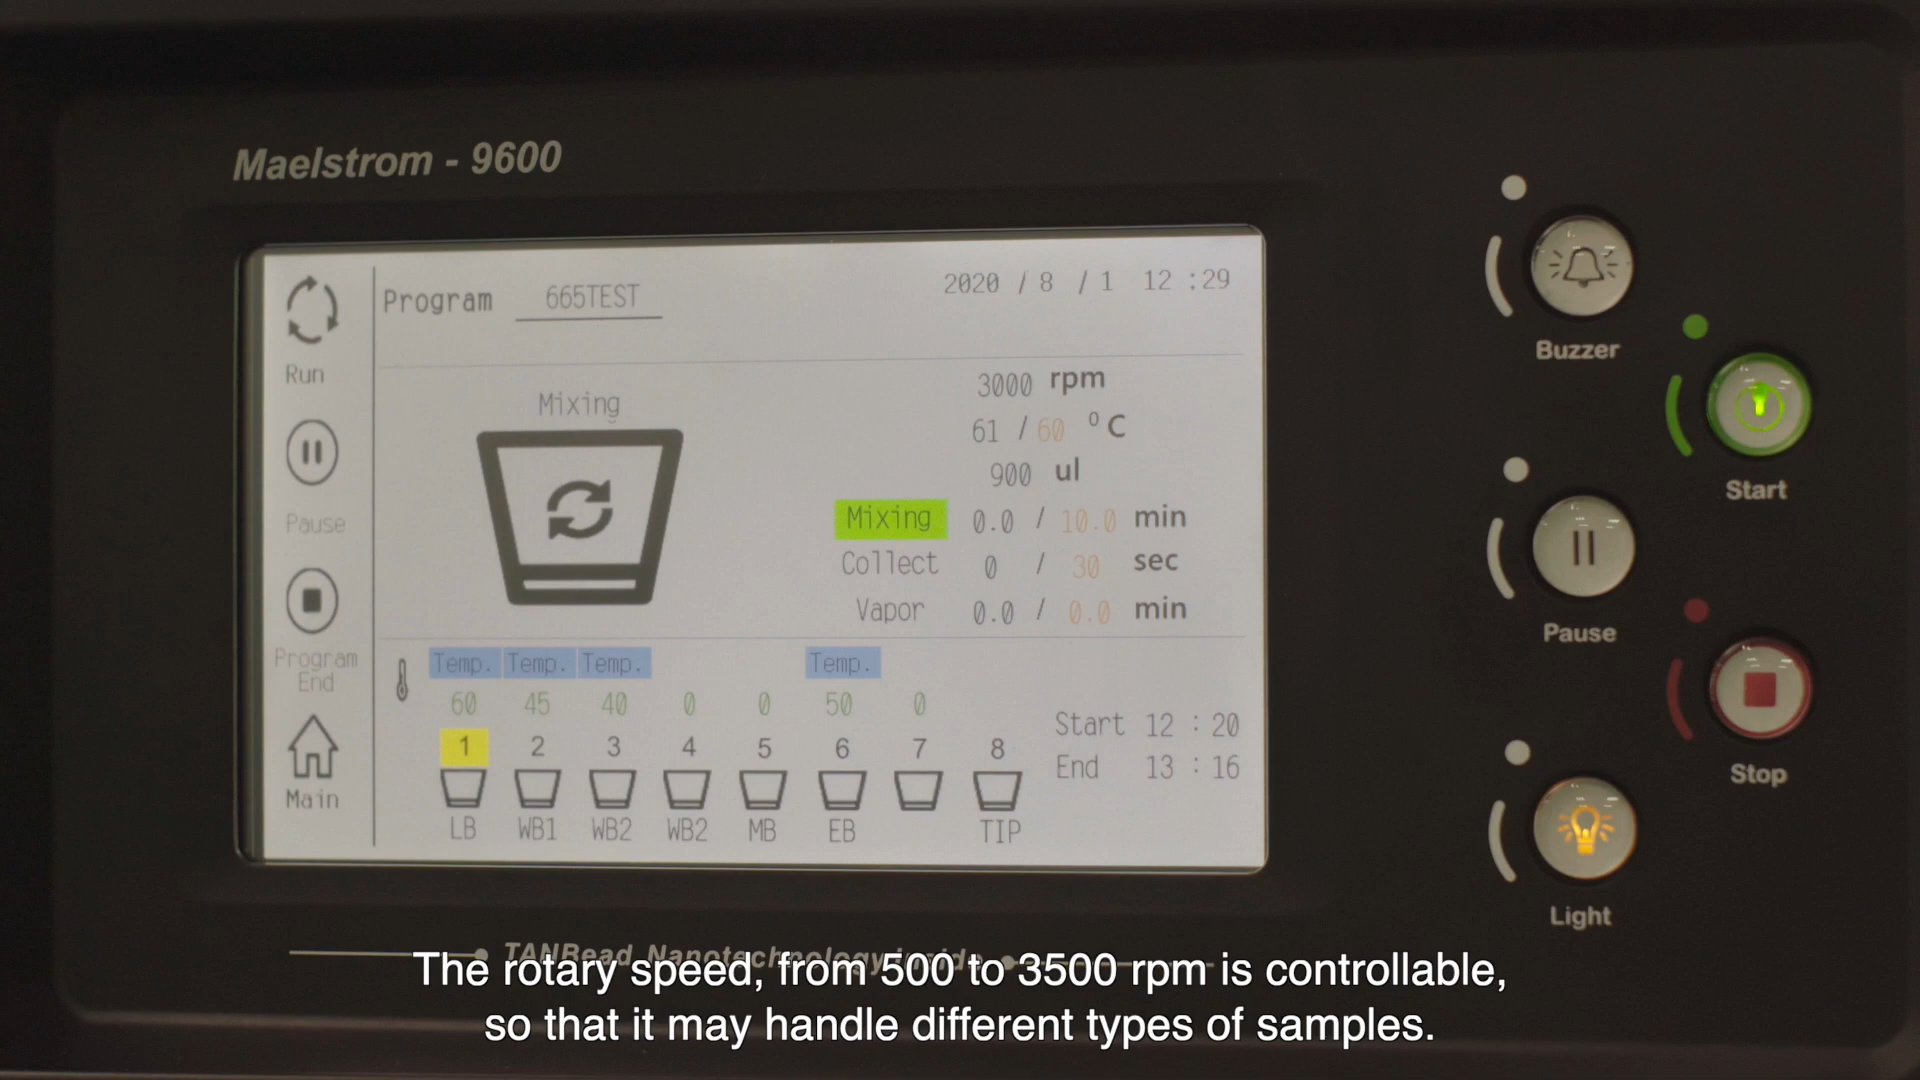 Maelstrom - 9600
Program 665TEST 2020 / 8 / 1 12 : 29
Run
Pause
Program
End
Main
Mixing
3000 rpm
61 / 60 °C
900 ul
Mixing 0.0 / 10.0 min
Collect 0 / 30 sec
Vapor 0.0 / 0.0 min
Temp. Temp. Temp. Temp.
60 45 40 0 0 50 0
1 2 3 4 5 6 7 8
LB WB1 WB2 WB2 MB EB TIP
Start 12 : 20
End 13 : 16
Buzzer
Start
Pause
Stop
Light
TANBead Nanotechnology Inside
The rotary speed, from 500 to 3500 rpm is controllable,
so that it may handle different types of samples.